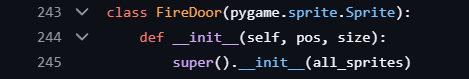 243 class FireDoor(pygame.sprite.Sprite):
244 def __init__(self, pos, size):
245 super().__init__(all_sprites)